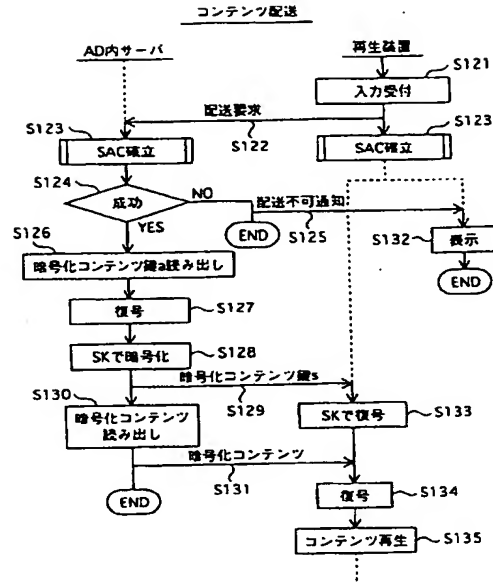 コンテンツ配送
AD内サーバ
再生装置
S121
入力受付
配送要求
S122
S123
SAC確立
S123
SAC確立
S124
成功
NO
YES
配送不可通知
S125
END
S132
表示
END
S126
暗号化コンテンツ鍵a読み出し
S127
復号
S128
SKで暗号化
暗号化コンテンツ鍵s
S129
S130
暗号化コンテンツ
読み出し
S133
SKで復号
暗号化コンテンツ
S131
END
S134
復号
S135
コンテンツ再生